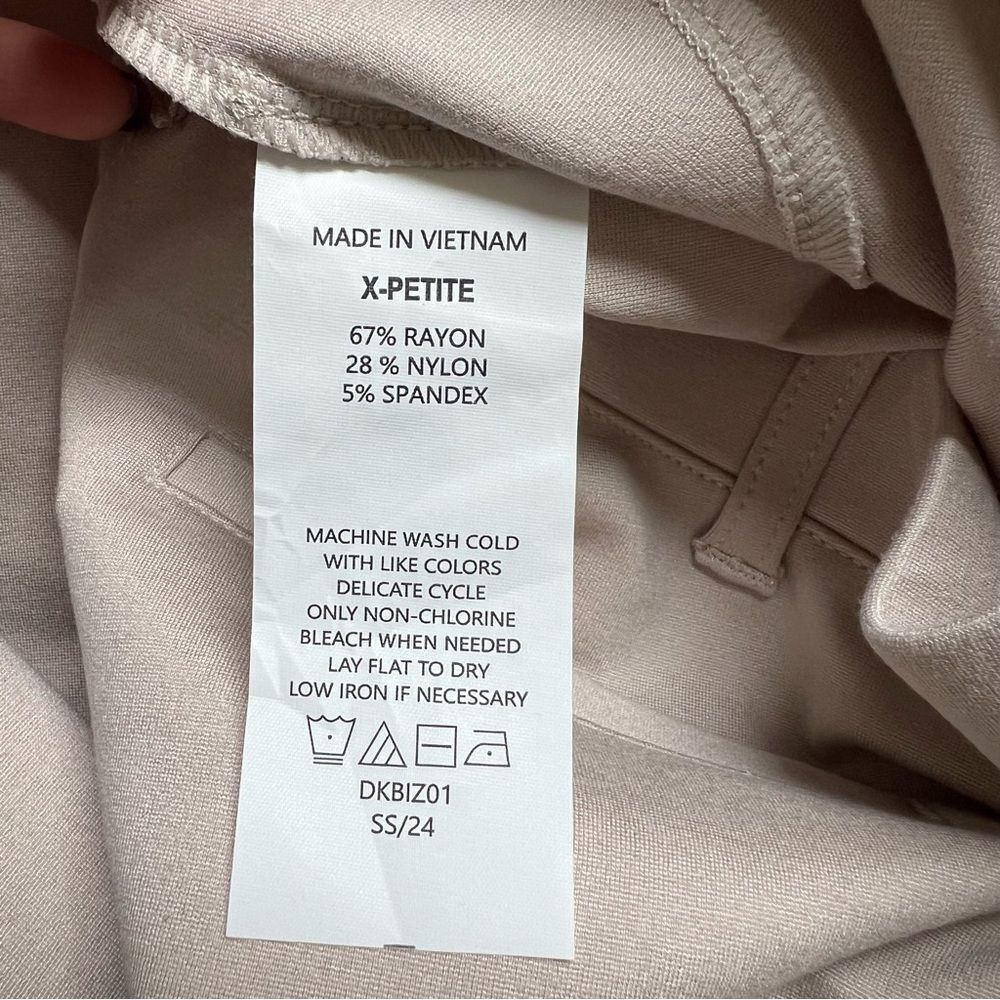 MADE IN VIETNAM
X-PETITE
67% RAYON
28 % NYLON
5% SPANDEX
MACHINE WASH COLD
WITH LIKE COLORS
DELICATE CYCLE
ONLY NON-CHLORINE
BLEACH WHEN NEEDED
LAY FLAT TO DRY
LOW IRON IF NECESSARY
DKBIZ01
SS/24